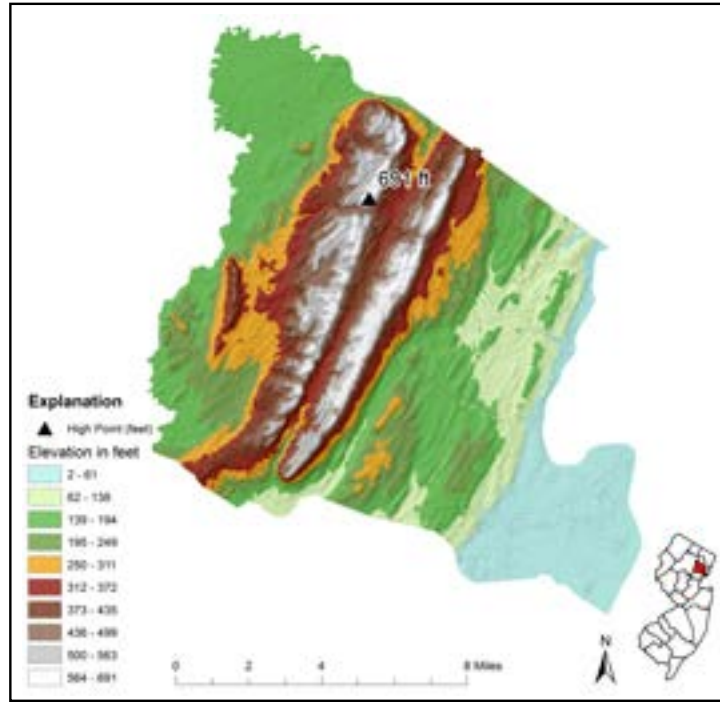 691 ft
Explanation
High Point (feet)
Elevation in feet
2 - 61
62 - 138
139 - 194
195 - 249
250 - 311
312 - 372
373 - 435
436 - 499
500 - 563
564 - 691
0 2 4 8 Miles
N